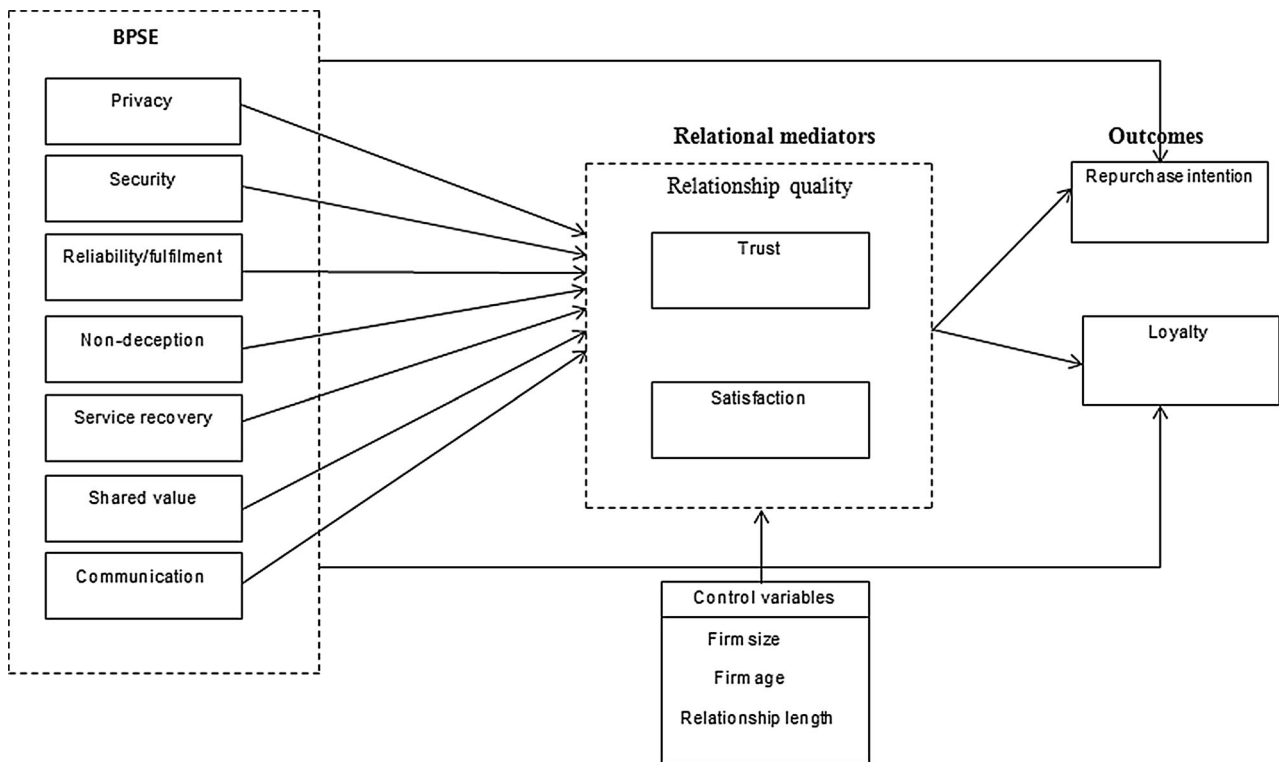 BPSE
Privacy
Security
Reliability/fulfilment
Non-deception
Service recovery
Shared value
Communication
Relational mediators
Relationship quality
Trust
Satisfaction
Control variables
Firm size
Firm age
Relationship length
Outcomes
Repurchase intention
Loyalty